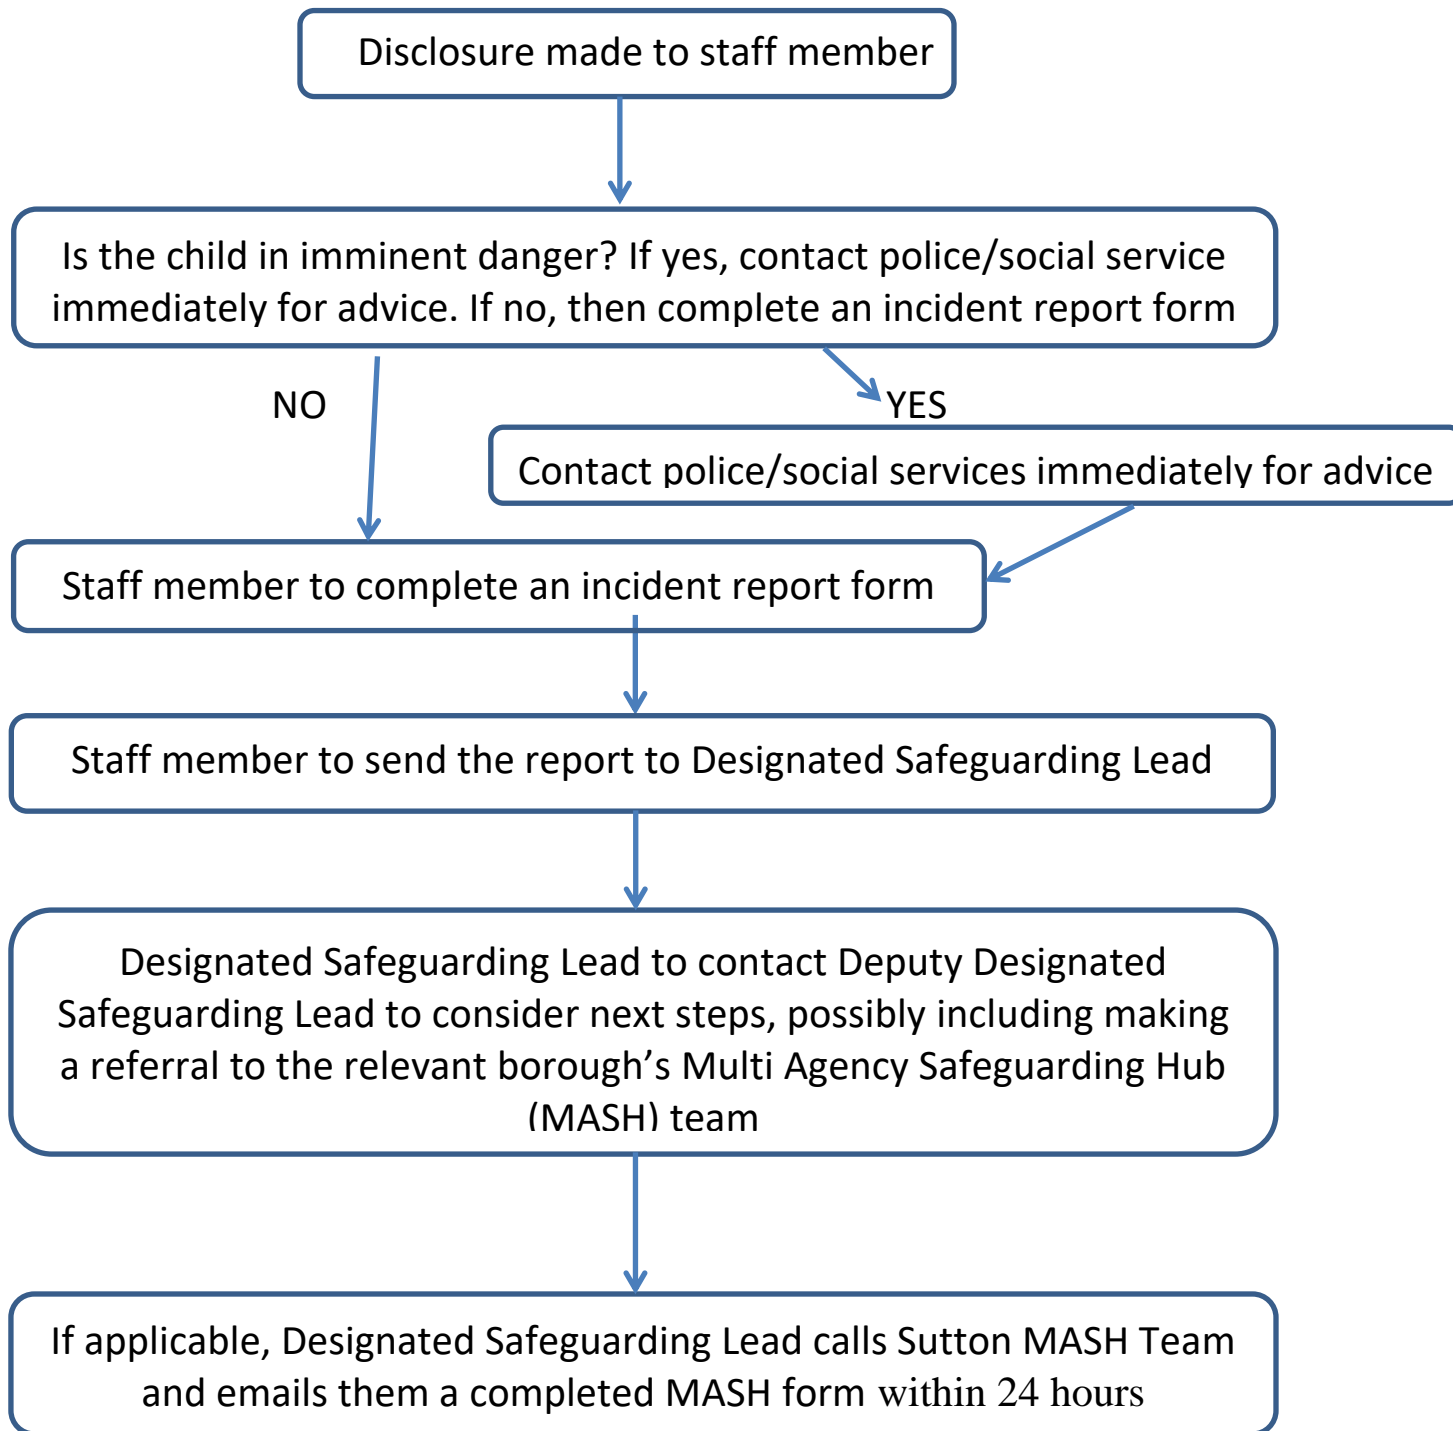 Disclosure made to staff member
Is the child in imminent danger? If yes, contact police/social service
immediately for advice. If no, then complete an incident report form
NO
YES
Contact police/social services immediately for advice
Staff member to complete an incident report form
Staff member to send the report to Designated Safeguarding Lead
Designated Safeguarding Lead to contact Deputy Designated
Safeguarding Lead to consider next steps, possibly including making
a referral to the relevant borough’s Multi Agency Safeguarding Hub
(MASH) team
If applicable, Designated Safeguarding Lead calls Sutton MASH Team
and emails them a completed MASH form within 24 hours